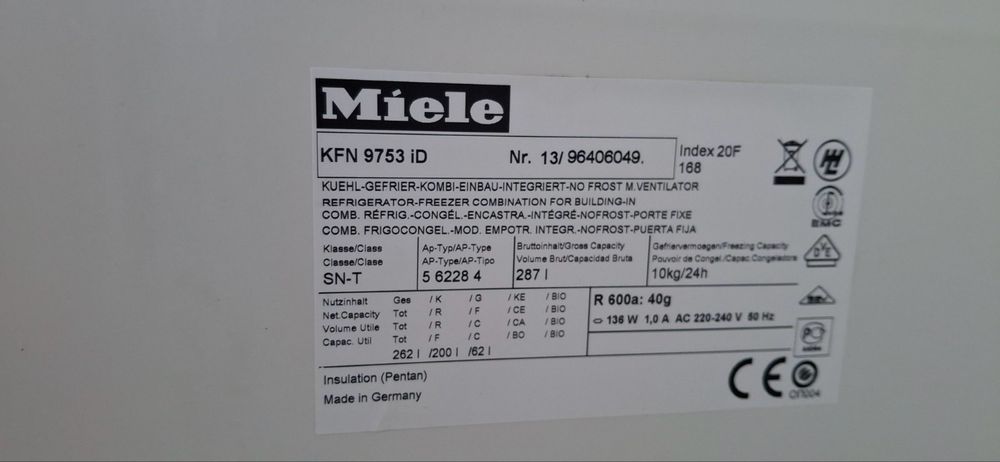 Miele
KFN 9753 iD Nr. 13/ 96406049. Index 20F
168
KUEHL-GEFRIER-KOMBI-EINBAU-INTEGRIERT-NO FROST M.VENTILATOR
REFRIGERATOR-FREEZER COMBINATION FOR BUILDING-IN
COMB. RÉFRIG.-CONGÉL.-ENCASTRA.-INTÉGRÉ-NOFROST-PORTE FIXE
COMB. FRIGOCONGEL.-MOD. EMPOTR. INTEGR.-NOFROST-PUERTA FIJA
EMC
Klasse/Class Ap-Typ/AP-Type Bruttoinhalt/Gross Capacity Gefriervermoegen/Freezing Capacity
Classe/Clase AP-Type/AP-Tipo Volume Brut/Capacidad Bruta Pouvoir de Congel./Capac.Congeladora
SN-T 5 6228 4 287 l 10kg/24h
VDE
Nutzinhalt Ges / K / G / KE / BIO R 600a: 40g
Net.Capacity Tot / R / F / CE / BIO 136 W 1,0 A AC 220-240 V 50 Hz
Volume Utile Tot / R / C / CA / BIO
Capac. Util Tot / F / C / BO / BIO
262 l /200 l /62 l
Insulation (Pentan)
Made in Germany
CE